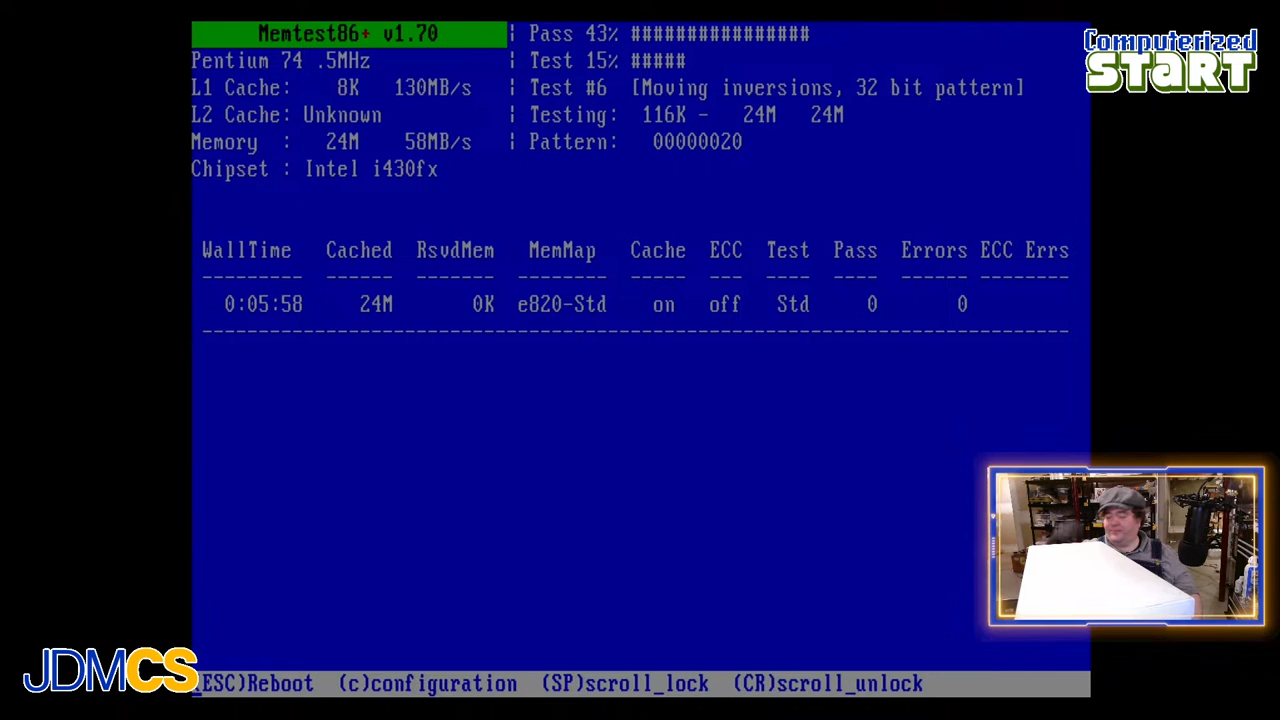 Memtest86+ v1.70 | Pass 43% ################
Pentium 74 .5MHz | Test 15% #####
L1 Cache: 8K 130MB/s | Test #6 [Moving inversions, 32 bit pattern]
L2 Cache: Unknown | Testing: 116K - 24M 24M
Memory : 24M 58MB/s | Pattern: 00000020
Chipset : Intel i430fx
Computerized
START
WallTime Cached RsvdMem MemMap Cache ECC Test Pass Errors ECC Errs
--------- ------ ------- -------- ----- --- ---- ---- ------ --------
0:05:58 24M 0K e820-Std on off Std 0 0
-----------------------------------------------------------------------------
JDMCS
(ESC)Reboot (c)configuration (SP)scroll_lock (CR)scroll_unlock